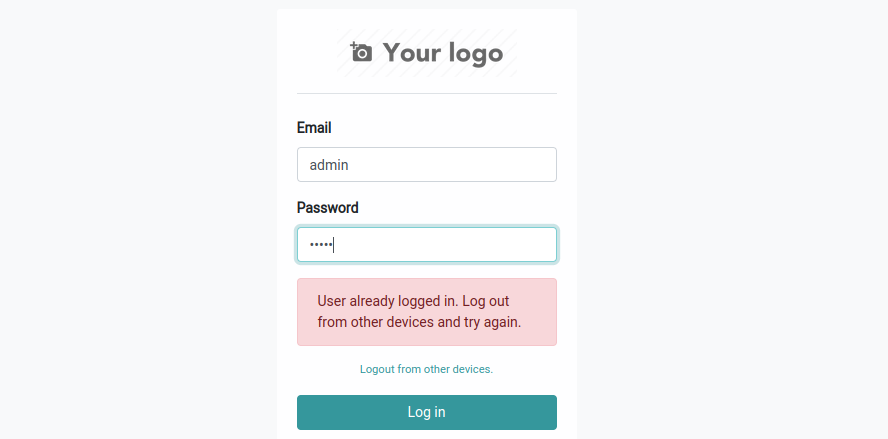 Your logo
Email
admin
Password
•••••
User already logged in. Log out
from other devices and try again.
Logout from other devices.
Log in